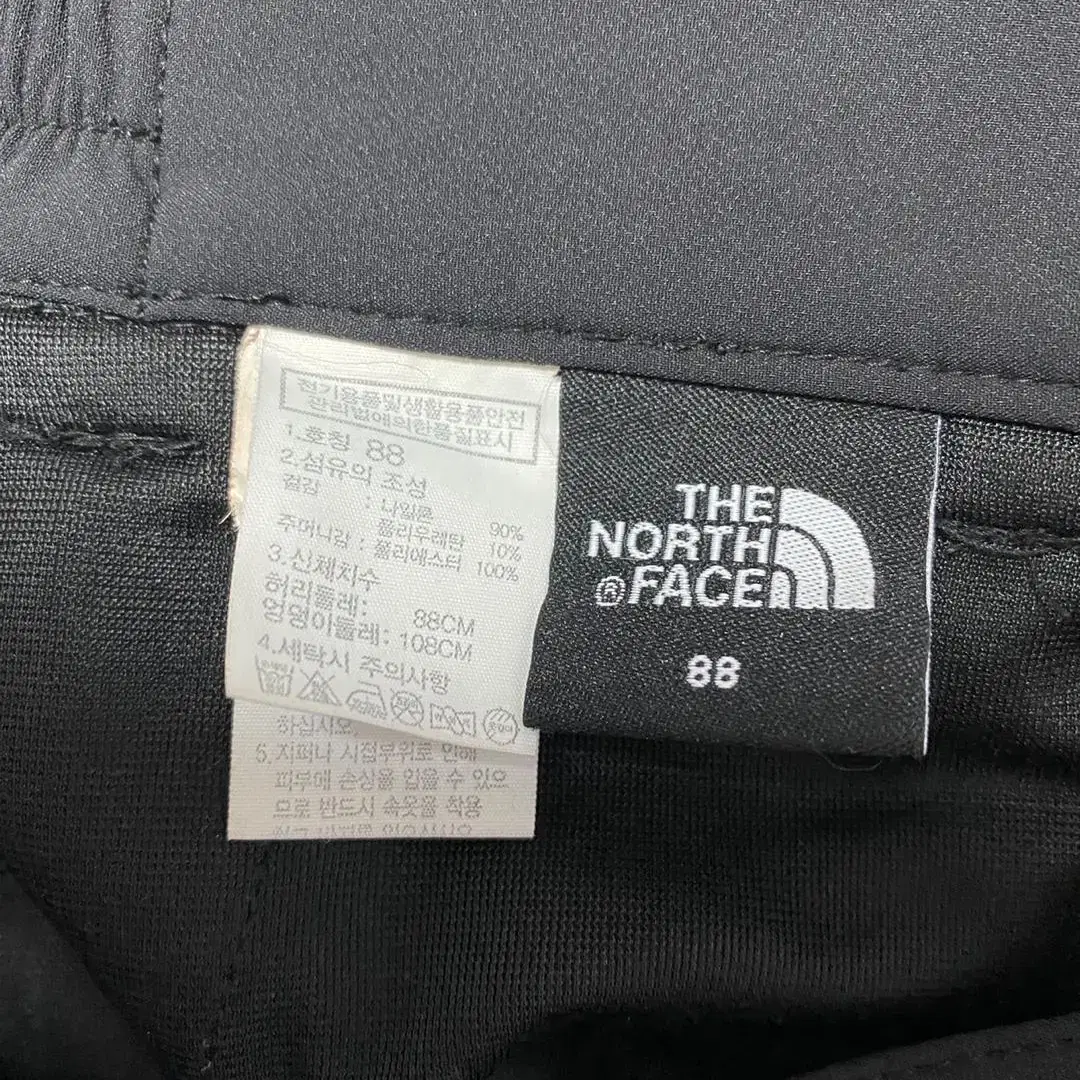 전기용품및생활용품안전
관리법에의한품질표시
1.호칭 88
2.섬유의 조성
겉감 : 나일론 90%
폴리우레탄 10%
주머니감 : 폴리에스터 100%
3.신체치수
허리둘레: 88CM
엉덩이둘레: 108CM
4.세탁시 주의사항
하십시오.
5.지퍼나 시접부위로 인해
피부에 손상을 입을 수 있으
므로 반드시 속옷을 착용
THE
NORTH
FACE
®
88